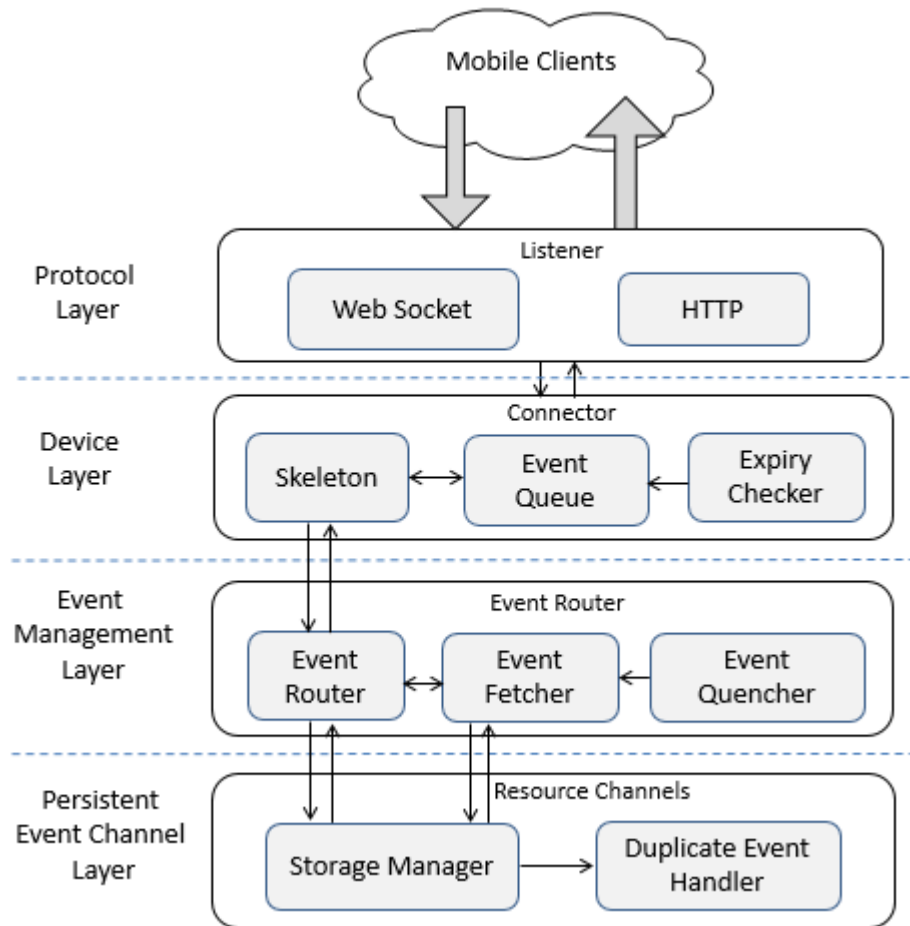 Mobile Clients
Protocol
Layer
Listener
Web Socket
HTTP
Device
Layer
Connector
Skeleton
Event
Queue
Expiry
Checker
Event
Management
Layer
Event Router
Event
Router
Event
Fetcher
Event
Quencher
Persistent
Event Channel
Layer
Resource Channels
Storage Manager
Duplicate Event
Handler